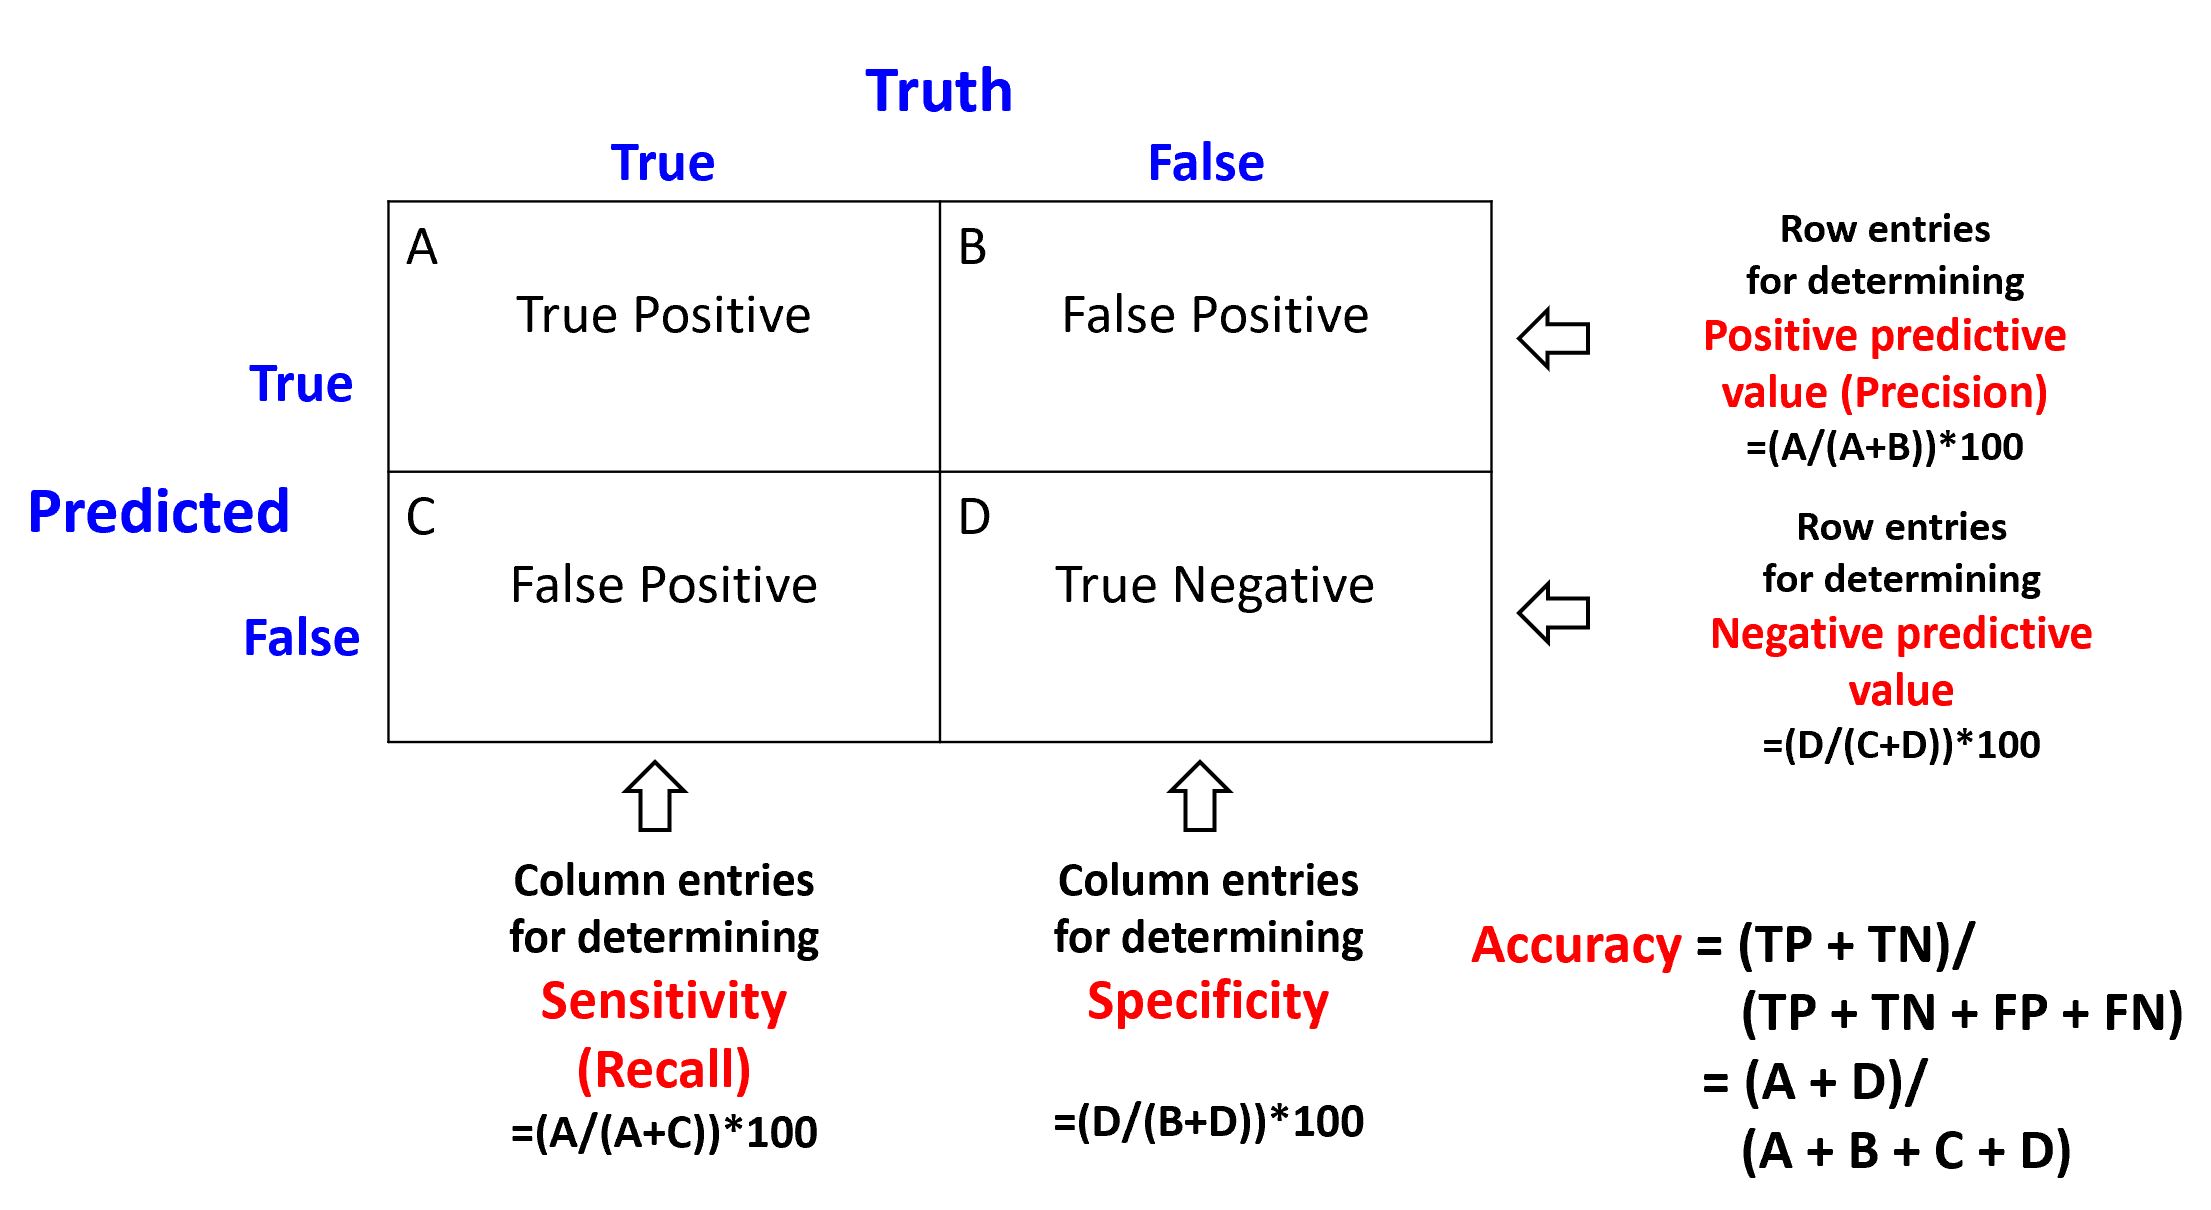 Truth
True
False
A
True Positive
B
False Positive
Row entries
for determining
Positive predictive
value (Precision)
=(A/(A+B))*100
True
Predicted
C
False Positive
D
True Negative
Row entries
for determining
Negative predictive
value
=(D/(C+D))*100
False
Column entries
for determining
Sensitivity
(Recall)
=(A/(A+C))*100
Column entries
for determining
Specificity
=(D/(B+D))*100
Accuracy = (TP + TN)/
(TP + TN + FP + FN)
= (A + D)/
(A + B + C + D)